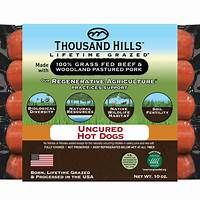 THOUSAND HILLS
LIFETIME GRAZED®
Made with
100% GRASS FED BEEF &
WOODLAND PASTURED PORK
"REGENERATIVE AGRICULTURE"
PRACTICES SUPPORT
BIOLOGICAL
DIVERSITY
NATURAL
RESOURCES
NATIVE
WILDLIFE
HABITAT
SOIL
FERTILITY
UNCURED
HOT DOGS
BORN, LIFETIME GRAZED
& PROCESSED IN THE USA
NET WT. 10 OZ.